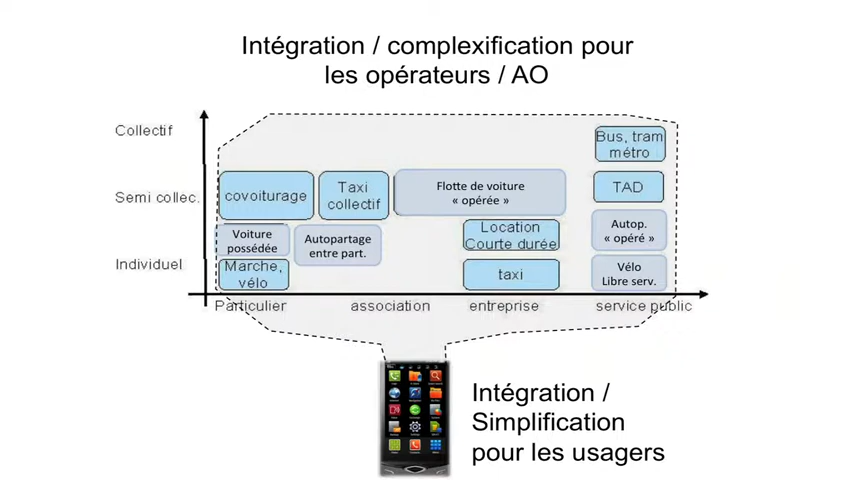 Intégration / complexification pour
les opérateurs / AO
Collectif
Bus, tram
métro
Semi collec.
covoiturage
Taxi
collectif
Flotte de voiture
« opérée »
TAD
Voiture
possédée
Autopartage
entre part.
Location
Courte durée
Autop.
« opéré »
Individuel
Marche,
vélo
taxi
Vélo
Libre serv.
Particulier
association
entreprise
service public
Intégration /
Simplification
pour les usagers